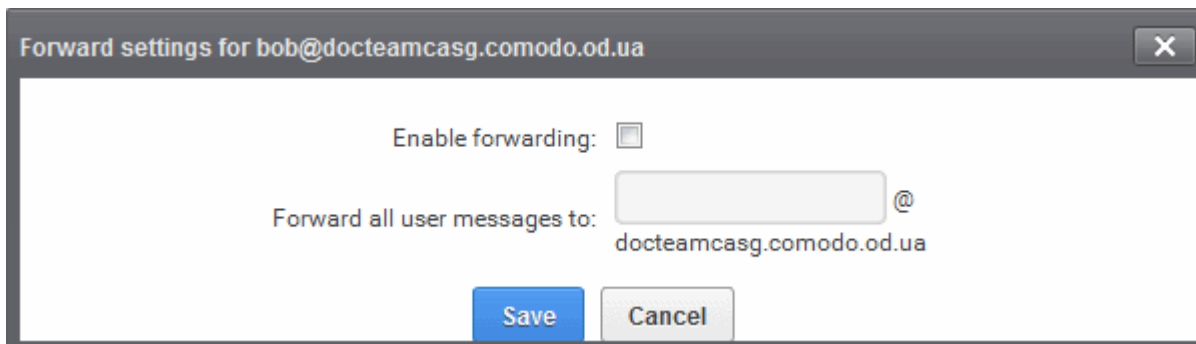 Forward settings for bob@docteamcasg.comodo.od.ua
Enable forwarding:
Forward all user messages to: @
docteamcasg.comodo.od.ua
Save Cancel